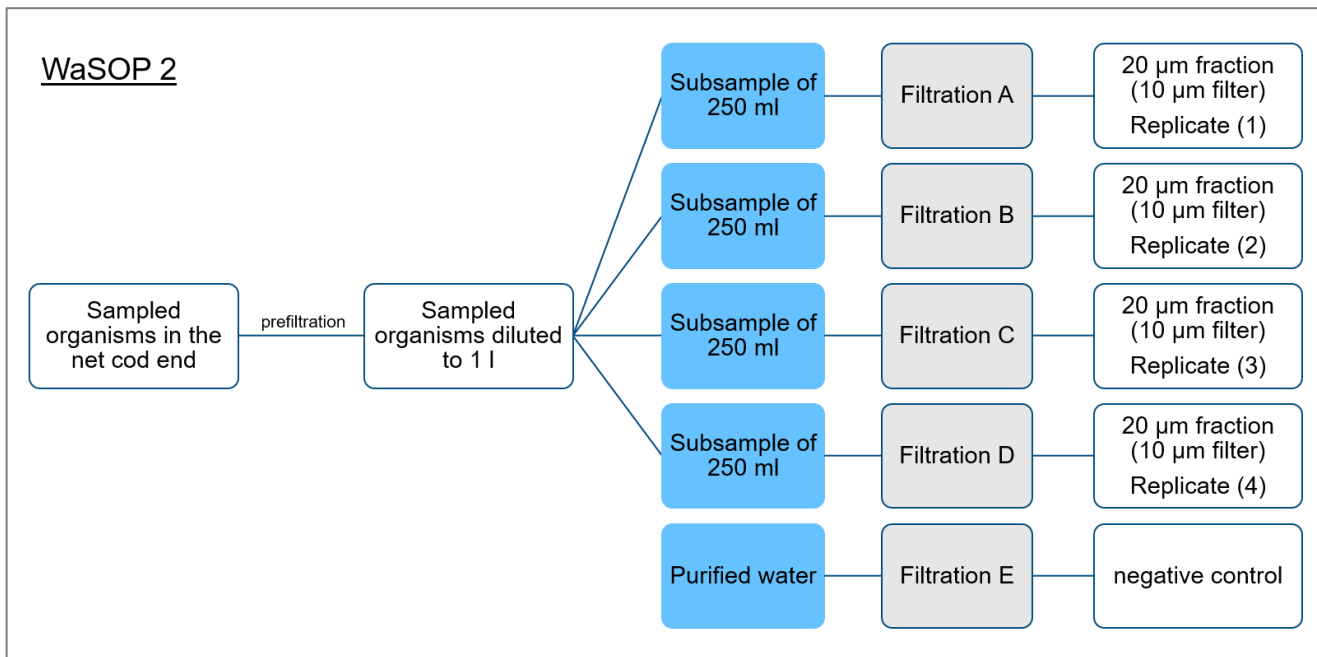 WaSOP 2
Sampled
organisms in the
net cod end
prefiltration
Sampled
organisms diluted
to 1 l
Subsample of
250 ml
Filtration A
20 µm fraction
(10 µm filter)
Replicate (1)
Subsample of
250 ml
Filtration B
20 µm fraction
(10 µm filter)
Replicate (2)
Subsample of
250 ml
Filtration C
20 µm fraction
(10 µm filter)
Replicate (3)
Subsample of
250 ml
Filtration D
20 µm fraction
(10 µm filter)
Replicate (4)
Purified water
Filtration E
negative control